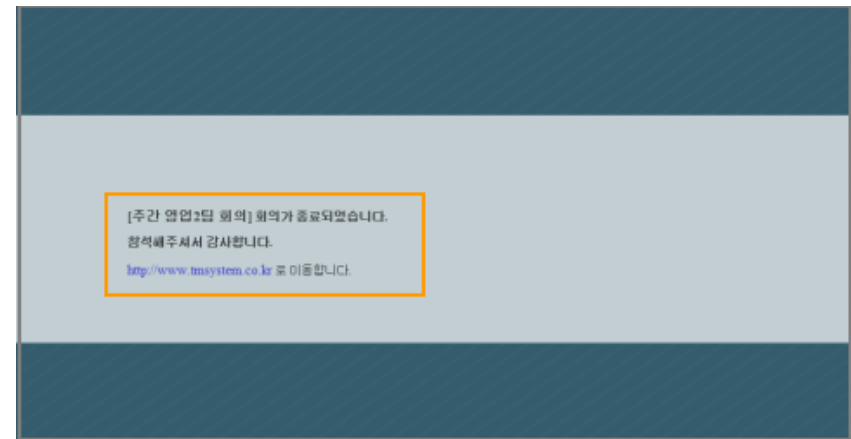 [주간 영업2팀 회의] 회의가 종료되었습니다.
참석해주셔서 감사합니다.
http://www.tmsystem.co.kr 로 이동합니다.